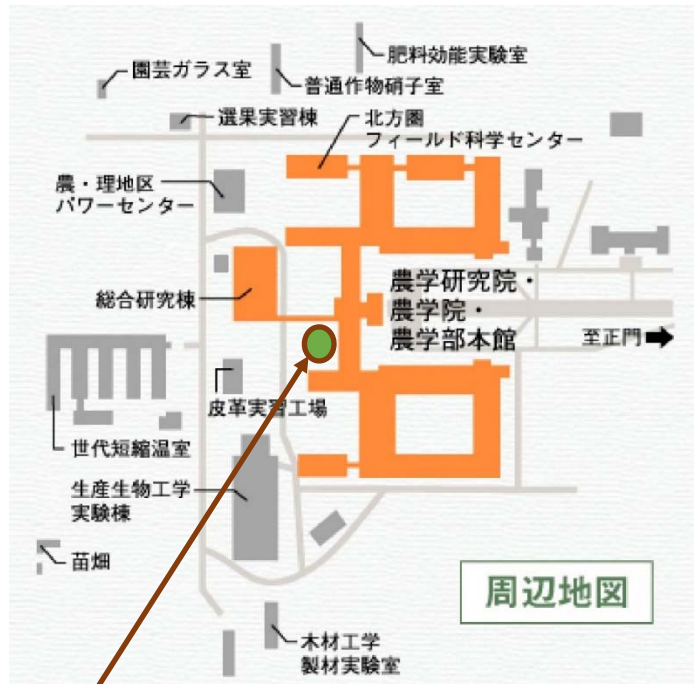 肥料効能実験室
園芸ガラス室
普通作物硝子室
選果実習棟
北方圏
フィールド科学センター
農・理地区
パワーセンター
総合研究棟
農学研究院・
農学院・
農学部本館
至正門
皮革実習工場
世代短縮温室
生産生物工学
実験棟
苗畑
周辺地図
木材工学
製材実験室